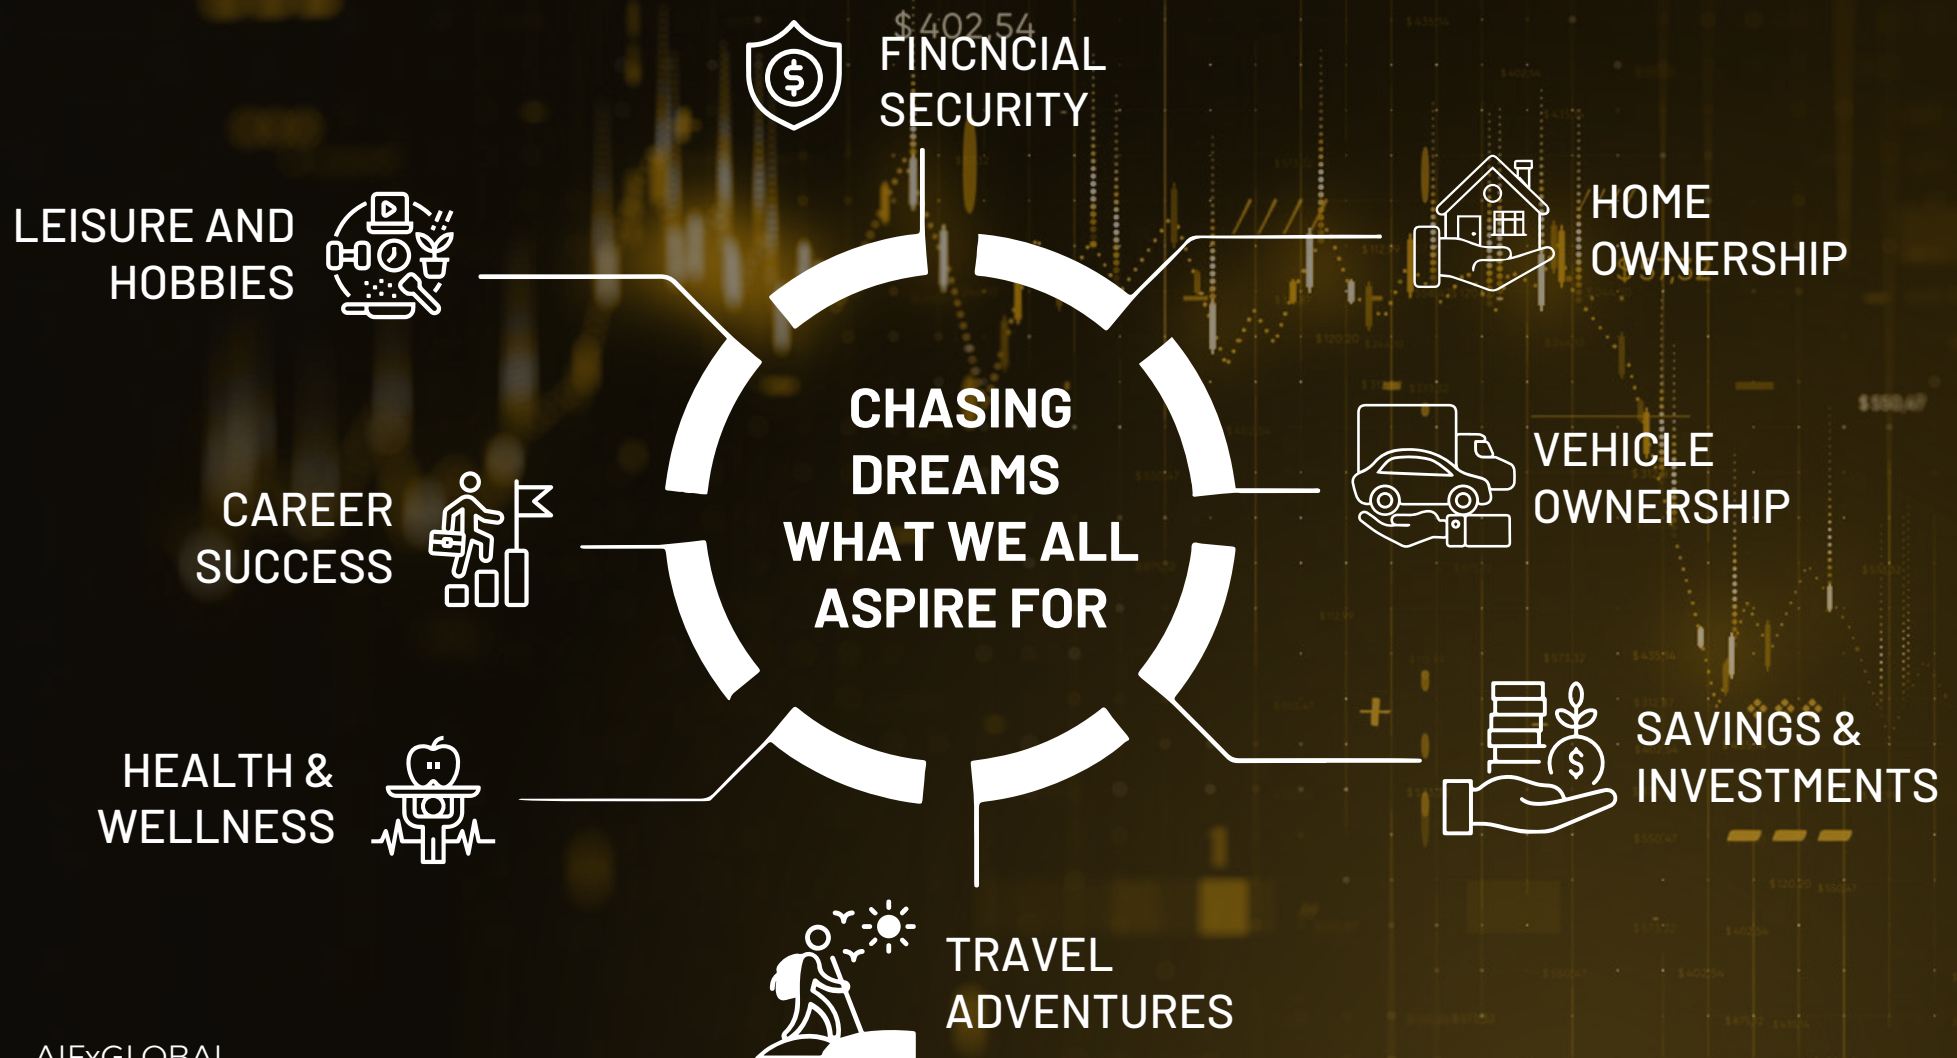 $402,54
FINCNCIAL
SECURITY
HOME
OWNERSHIP
LEISURE AND
HOBBIES
CHASING
DREAMS
WHAT WE ALL
ASPIRE FOR
VEHICLE
OWNERSHIP
CAREER
SUCCESS
SAVINGS &
INVESTMENTS
HEALTH &
WELLNESS
TRAVEL
ADVENTURES
AIFxGLOBAL